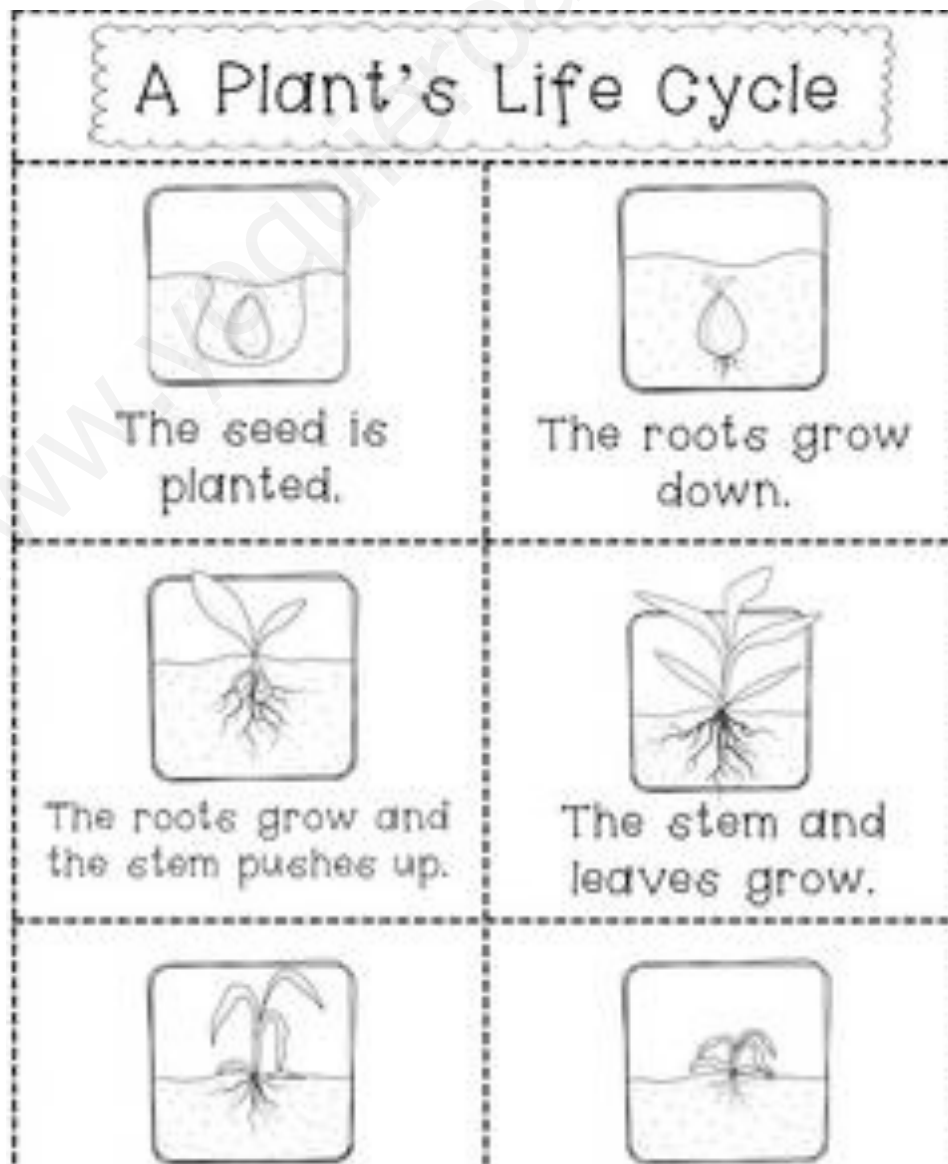 A Plant's Life Cycle
The seed is
planted.
The roots grow
down.
The roots grow and
the stem pushes up.
The stem and
leaves grow.